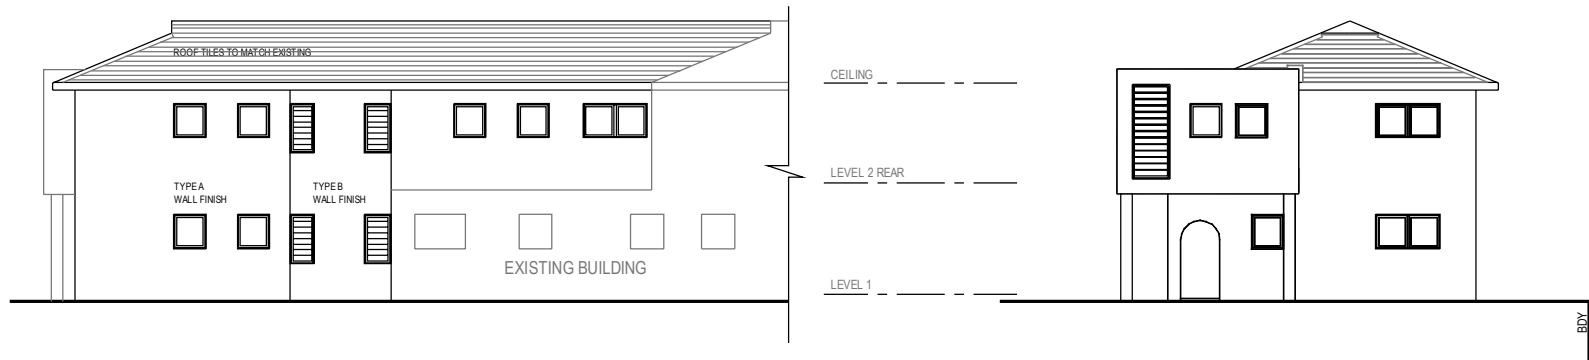 ROOF TILES TO MATCH EXISTING
TYPE A
WALL FINISH
TYPE B
WALL FINISH
EXISTING BUILDING
CEILING
LEVEL 2 REAR
LEVEL 1
BDY